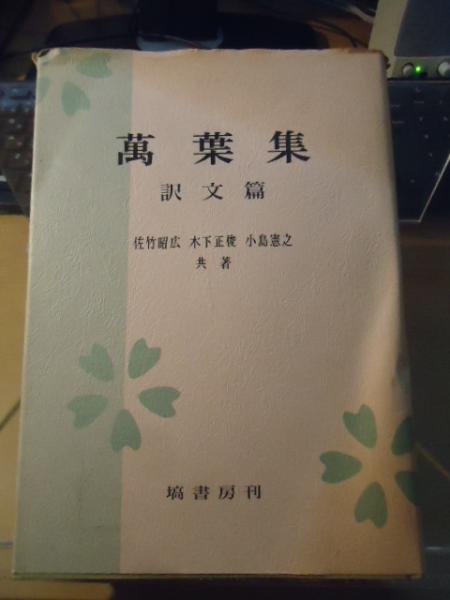 萬葉集
訳文篇
佐竹昭広 木下正俊 小島憲之
共著
塙書房刊